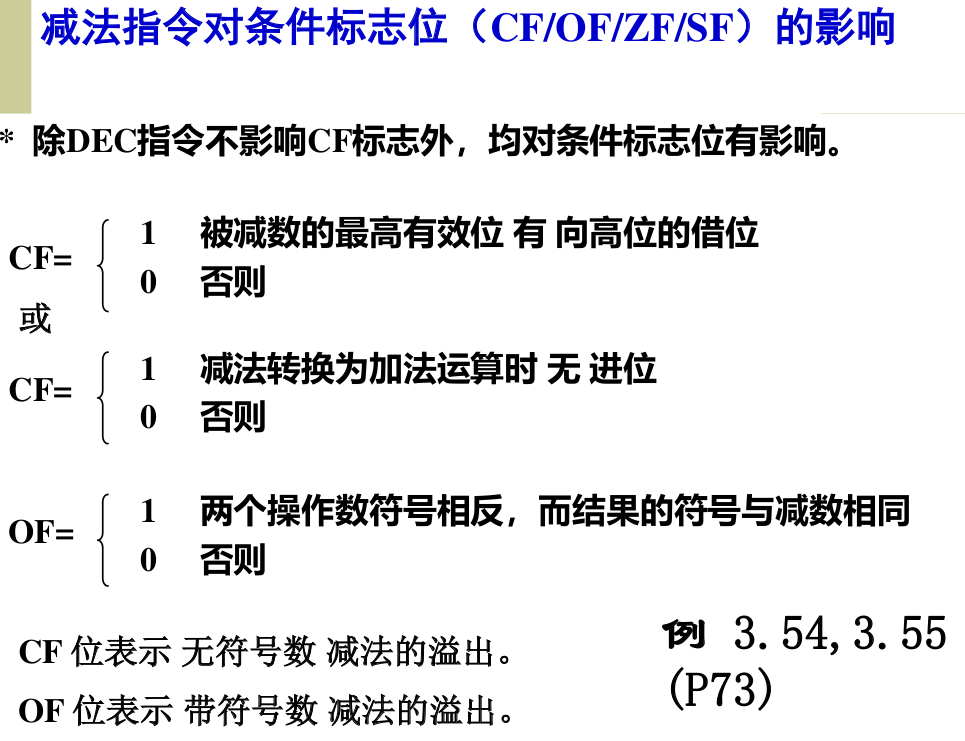 减法指令对条件标志位（CF/OF/ZF/SF）的影响
* 除DEC指令不影响CF标志外，均对条件标志位有影响。
CF=
1 被减数的最高有效位 有 向高位的借位
0 否则
或
CF=
1 减法转换为加法运算时 无 进位
0 否则
OF=
1 两个操作数符号相反，而结果的符号与减数相同
0 否则
CF 位表示 无符号数 减法的溢出。
OF 位表示 带符号数 减法的溢出。
例 3.54,3.55
(P73)